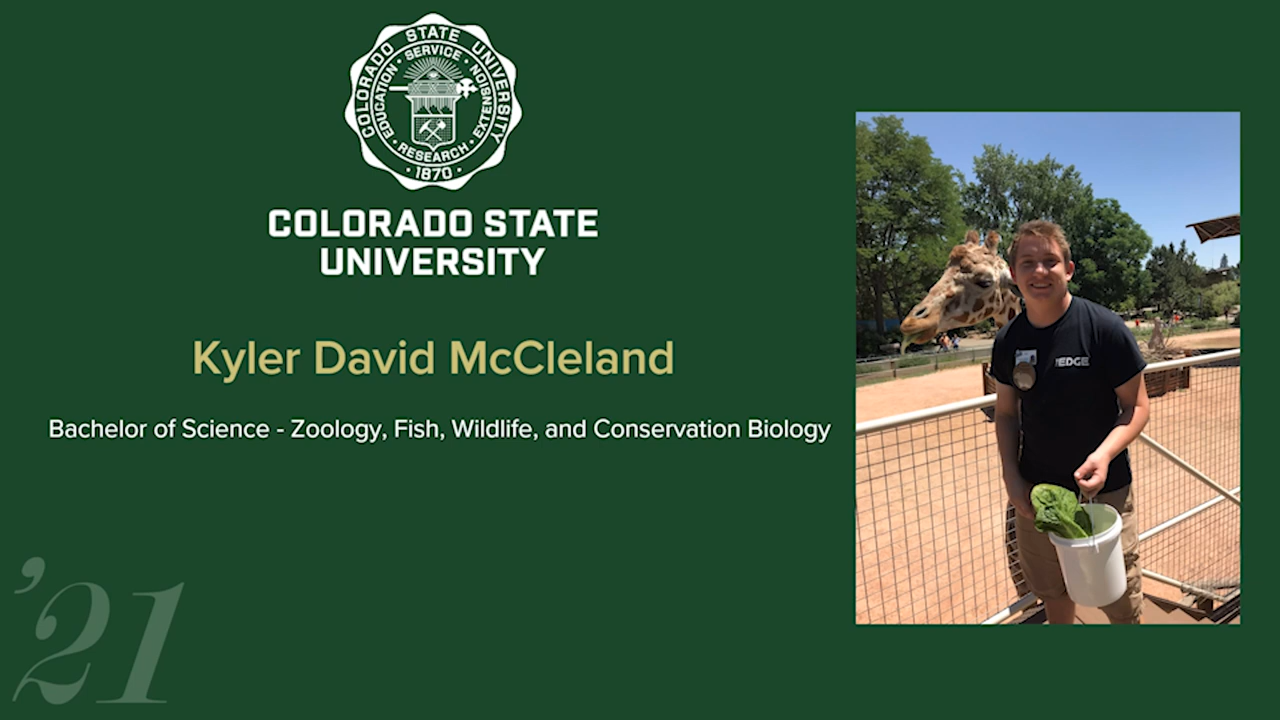 COLORADO STATE UNIVERSITY
EDUCATION • SERVICE • EXTENSION • RESEARCH •
• 1870 •
COLORADO STATE
UNIVERSITY
Kyler David McCleland
Bachelor of Science - Zoology, Fish, Wildlife, and Conservation Biology
EDGE
’21